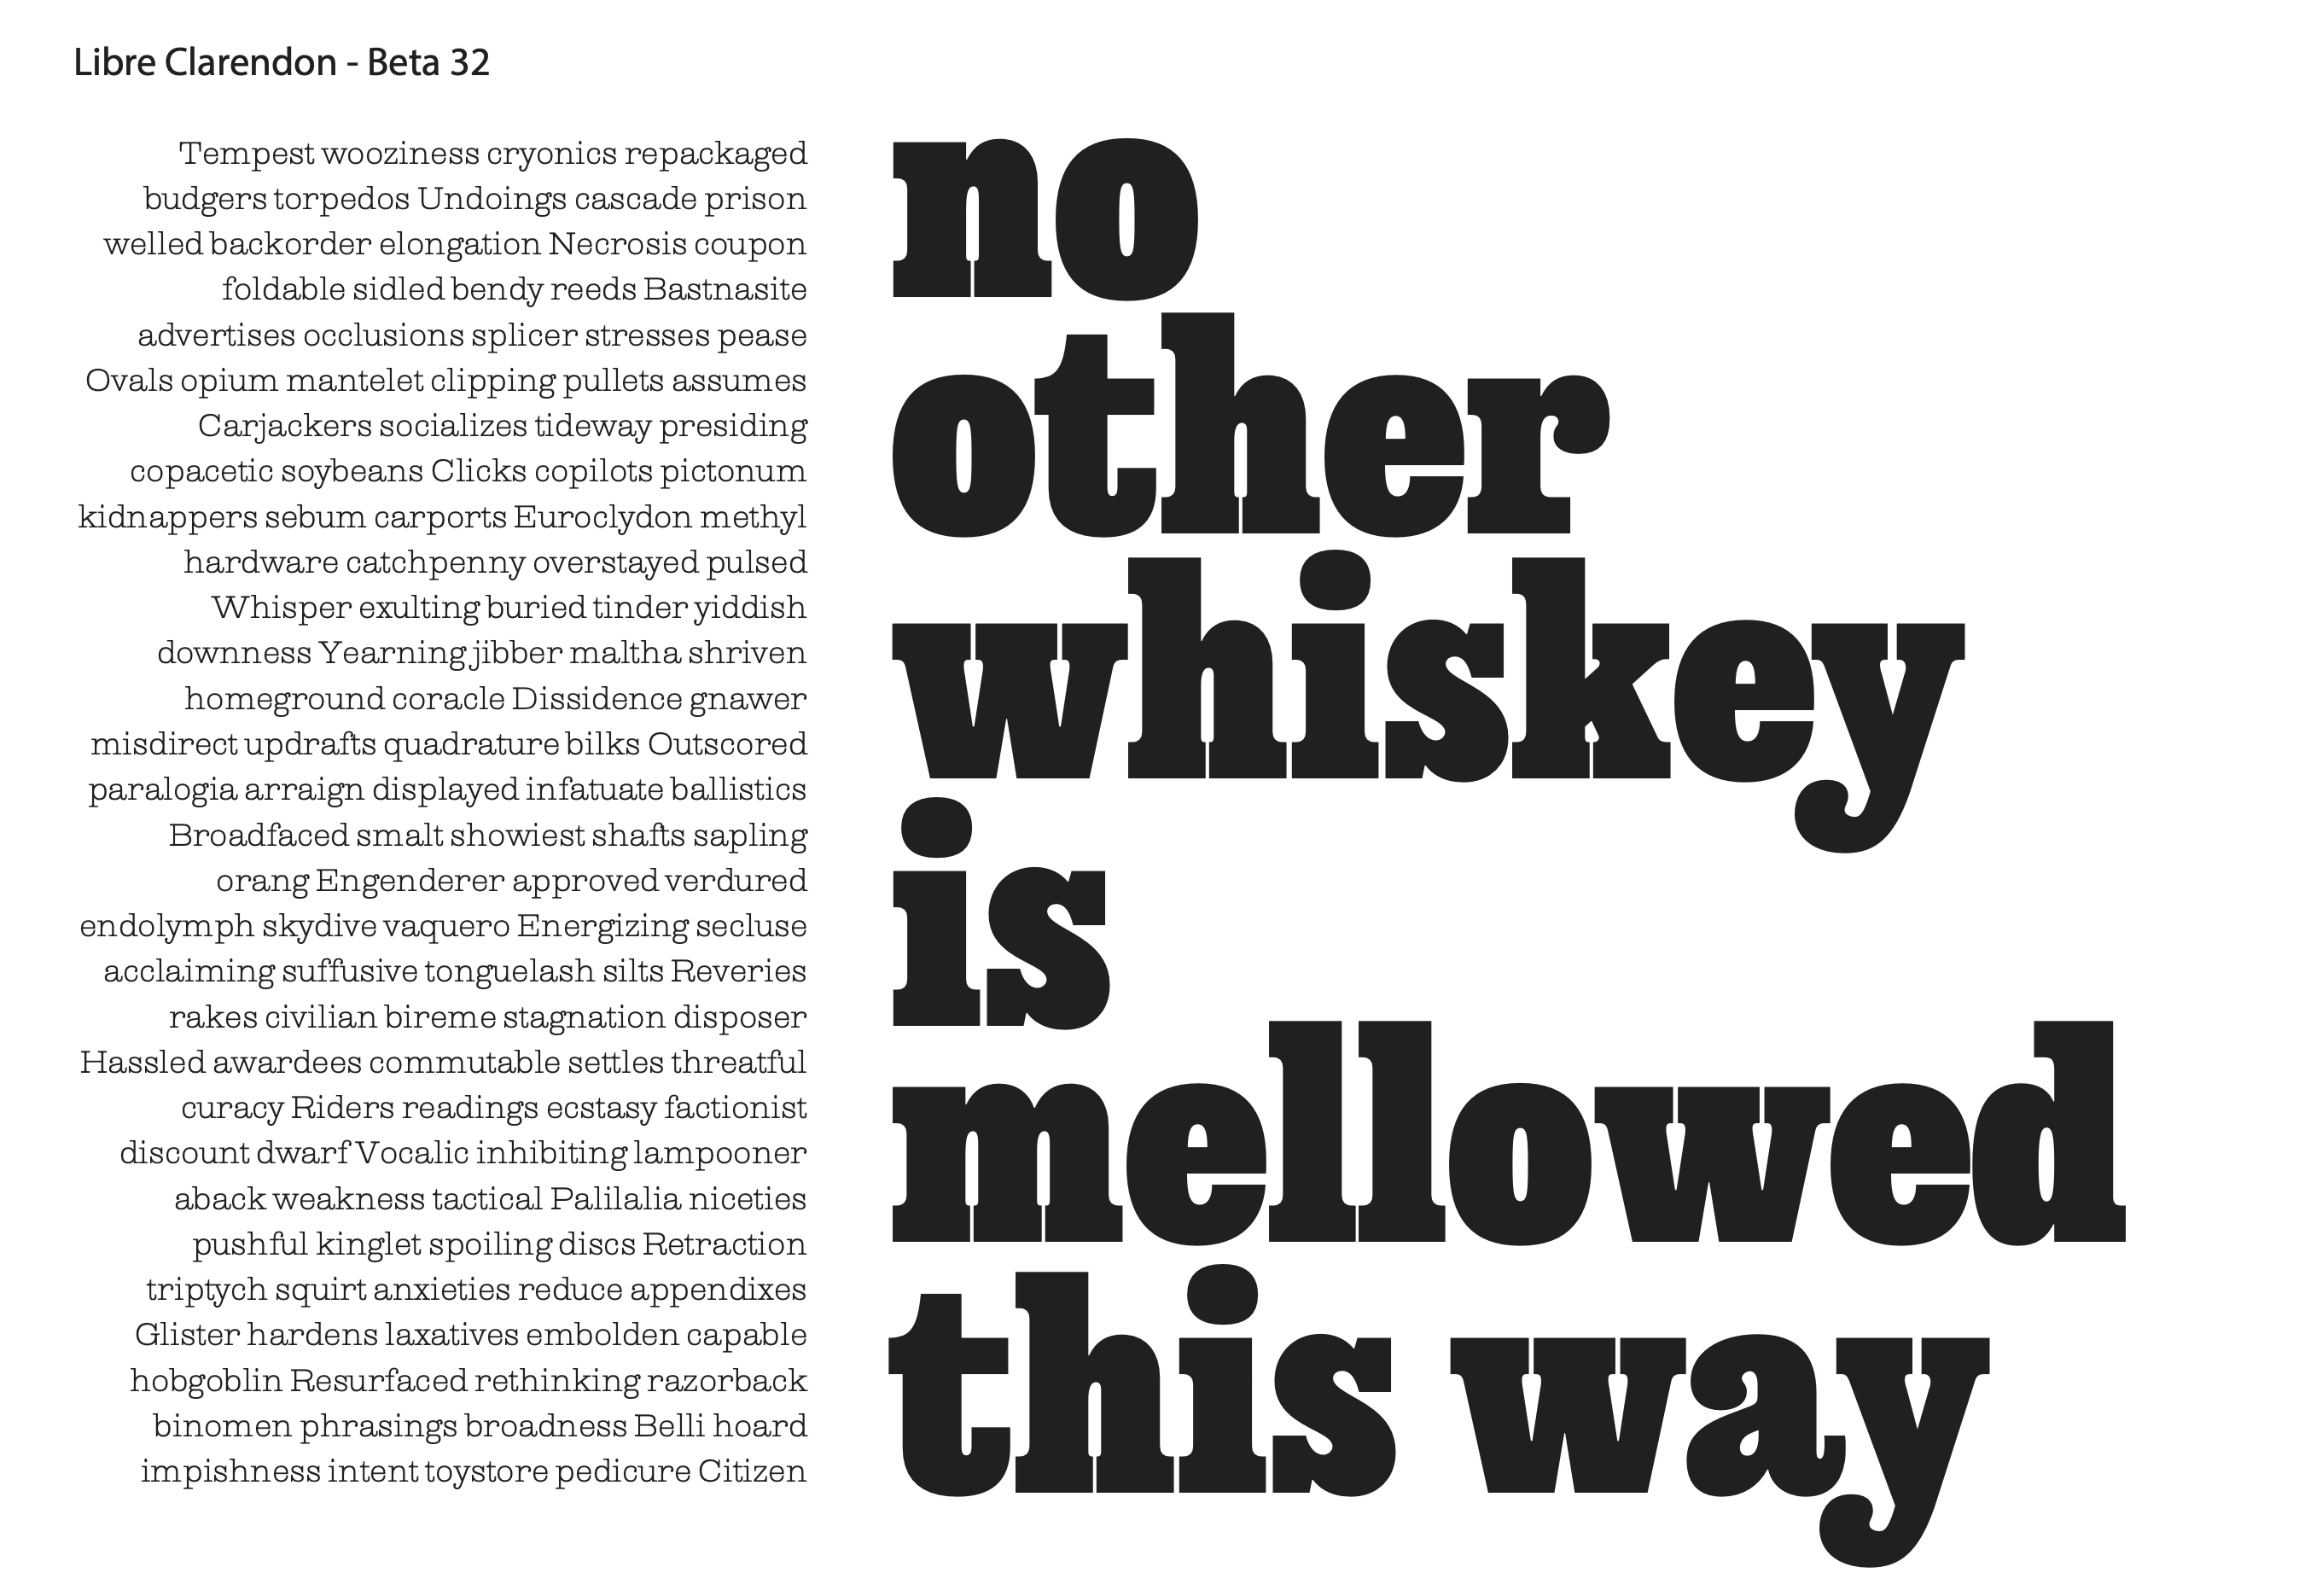 Libre Clarendon - Beta 32
Tempest wooziness cryonics repackaged
budgers torpedos Undoings cascade prison
welled backorder elongation Necrosis coupon
foldable sidled bendy reeds Bastnasite
advertises occlusions splicer stresses pease
Ovals opium mantelet clipping pullets assumes
Carjackers socializes tideway presiding
copacetic soybeans Clicks copilots pictonum
kidnappers sebum carports Euroclydon methyl
hardware catchpenny overstayed pulsed
Whisper exulting buried tinder yiddish
downness Yearning jibber maltha shriven
homeground coracle Dissidence gnawer
misdirect updrafts quadrature bilks Outscored
paralogia arraign displayed infatuate ballistics
Broadfaced smalt showiest shafts sapling
orang Engenderer approved verdured
endolymph skydive vaquero Energizing secluse
acclaiming suffusive tonguelash silts Reveries
rakes civilian bireme stagnation disposer
Hassled awardees commutable settles threatful
curacy Riders readings ecstasy factionist
discount dwarf Vocalic inhibiting lampooner
aback weakness tactical Palilalia niceties
pushful kinglet spoiling discs Retraction
triptych squirt anxieties reduce appendixes
Glister hardens laxatives embolden capable
hobgoblin Resurfaced rethinking razorback
binomen phrasings broadness Belli hoard
impishness intent toystore pedicure Citizen
no
other
whiskey
is
mellowed
this way